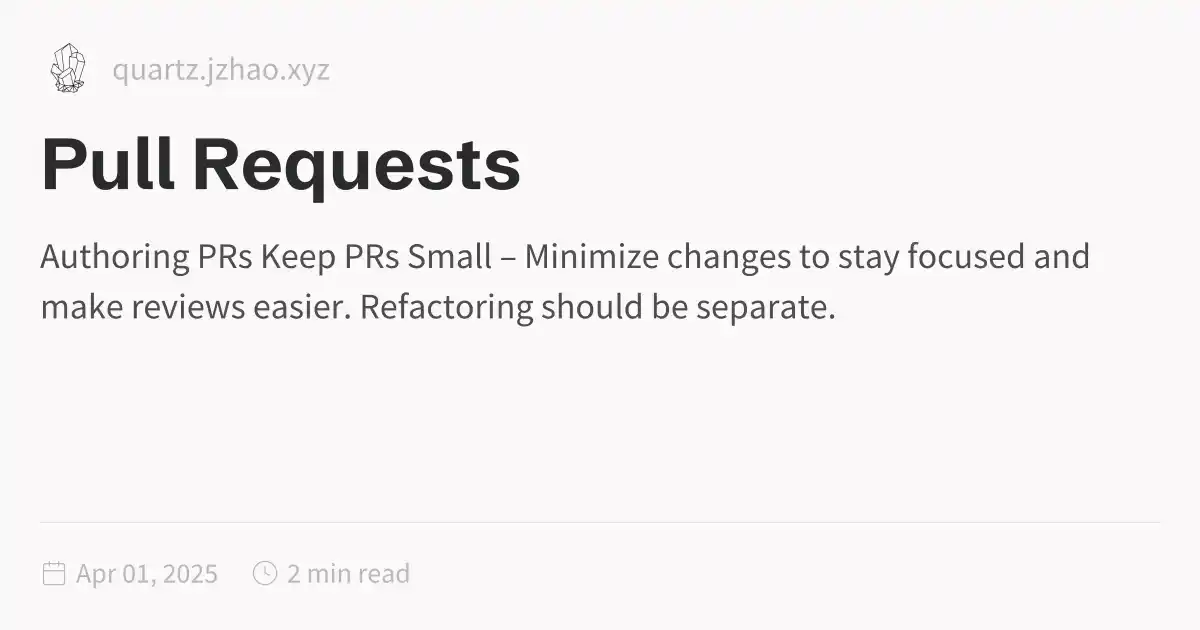 quartz.jzhao.xyz
Pull Requests
Authoring PRs Keep PRs Small – Minimize changes to stay focused and
make reviews easier. Refactoring should be separate.
Apr 01, 2025 2 min read